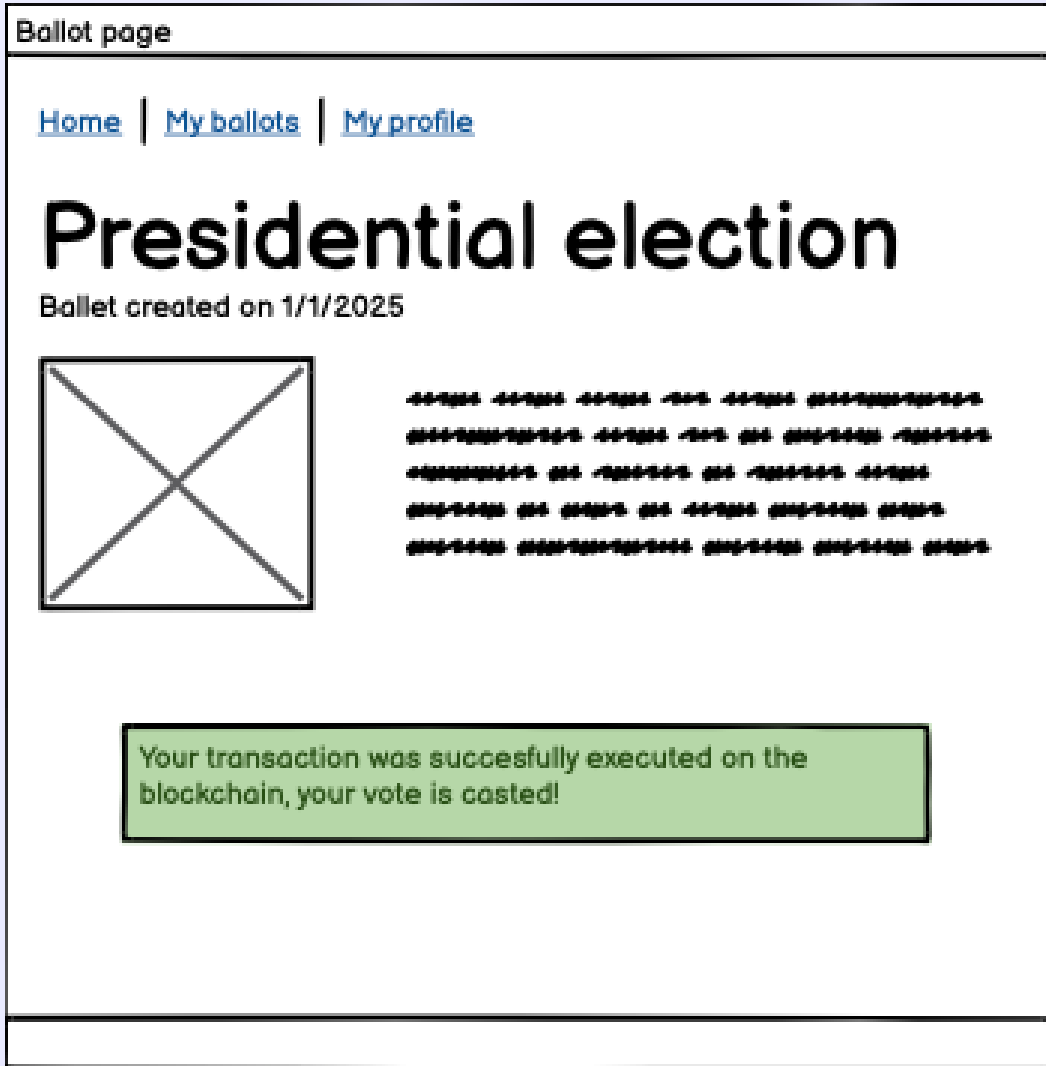 Ballot page
Home | My ballots | My profile
Presidential election
Ballet created on 1/1/2025
Your transaction was succesfully executed on the
blockchain, your vote is casted!